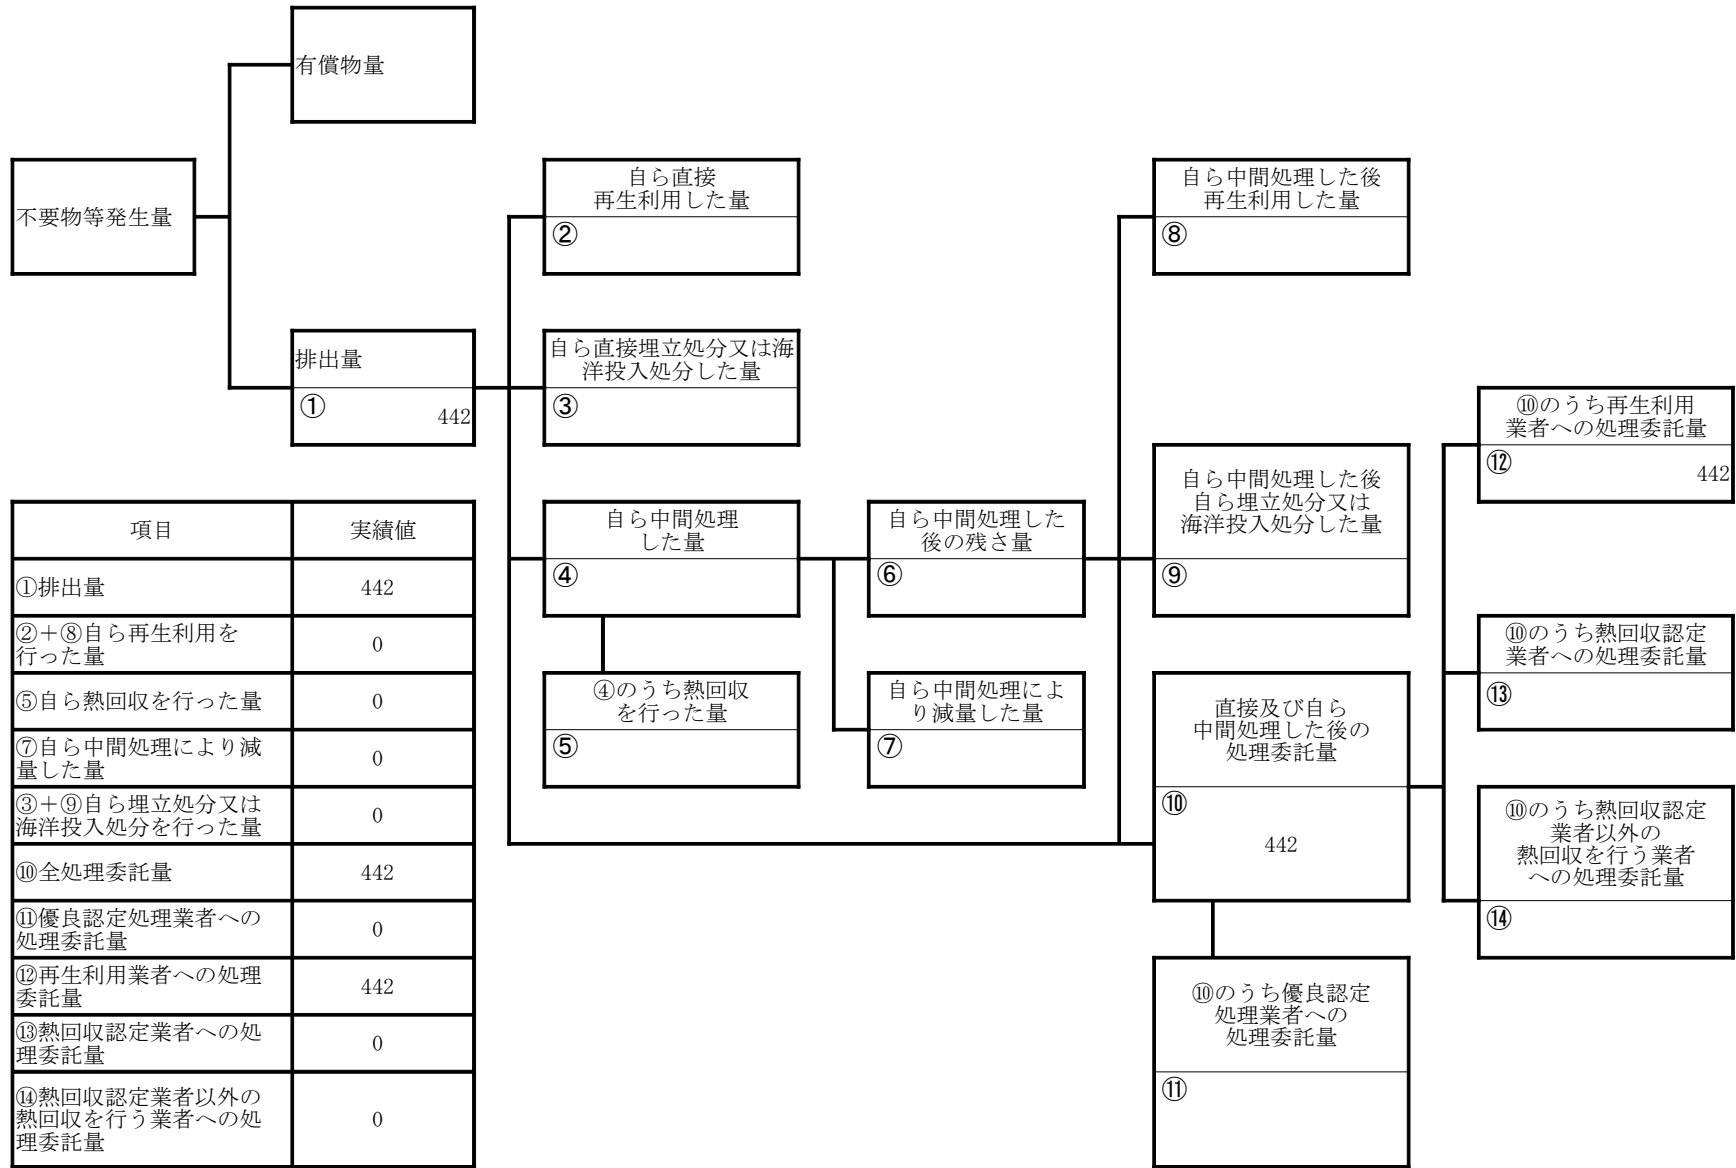 有償物量
不要物等発生量
自ら直接
再生利用した量
②
自ら中間処理した後
再生利用した量
⑧
排出量
①
442
自ら直接埋立処分又は海
洋投入処分した量
③
⑩のうち再生利用
業者への処理委託量
⑫
442
自ら中間処理
した量
④
自ら中間処理した
後の残さ量
⑥
自ら中間処理した後
自ら埋立処分又は
海洋投入処分した量
⑨
⑩のうち熱回収認定
業者への処理委託量
⑬
④のうち熱回収
を行った量
⑤
自ら中間処理によ
り減量した量
⑦
直接及び自ら
中間処理した後の
処理委託量
⑩
442
⑩のうち熱回収認定
業者以外の
熱回収を行う業者
への処理委託量
⑭
⑩のうち優良認定
処理業者への
処理委託量
⑪
項目
実績値
①排出量
442
②＋⑧自ら再生利用を
行った量
0
⑤自ら熱回収を行った量
0
⑦自ら中間処理により減
量した量
0
③＋⑨自ら埋立処分又は
海洋投入処分を行った量
0
⑩全処理委託量
442
⑪優良認定処理業者への
処理委託量
0
⑫再生利用業者への処理
委託量
442
⑬熱回収認定業者への処
理委託量
0
⑭熱回収認定業者以外の
熱回収を行う業者への処
理委託量
0